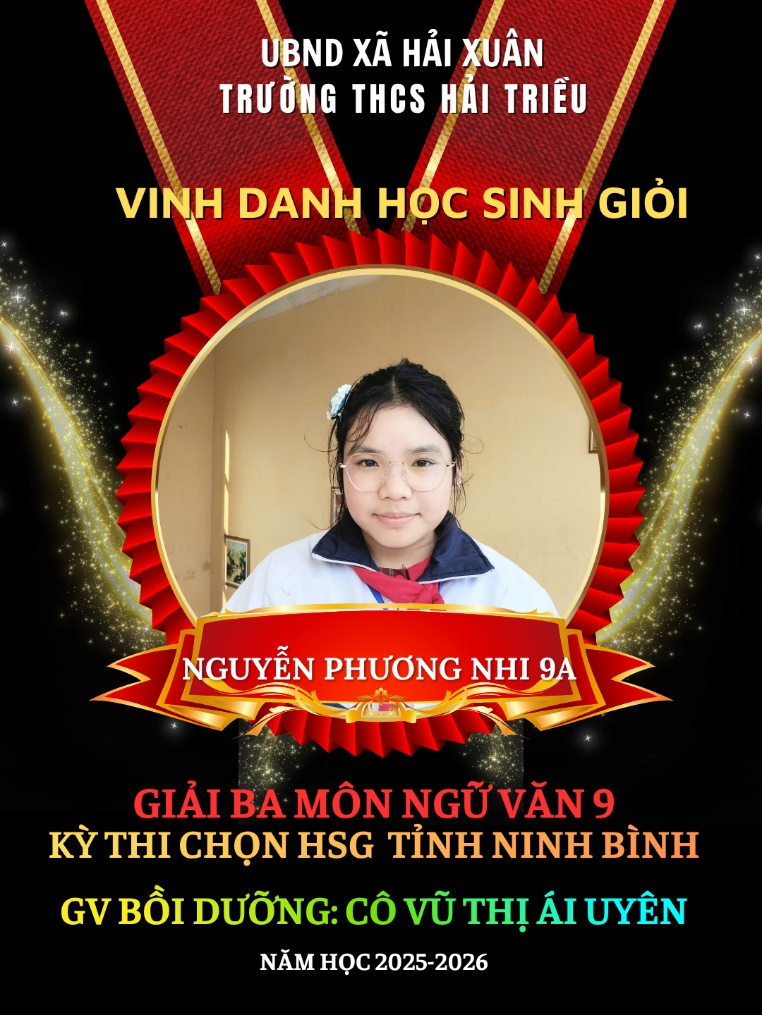 UBND XÃ HẢI XUÂN
TRƯỜNG THCS HẢI TRIỀU
VINH DANH HỌC SINH GIỎI
NGUYỄN PHƯƠNG NHI 9A
GIẢI BA MÔN NGỮ VĂN 9
KỲ THI CHỌN HSG TỈNH NINH BÌNH
GV BỒI DƯỠNG: CÔ VŨ THỊ ÁI UYÊN
NĂM HỌC 2025-2026